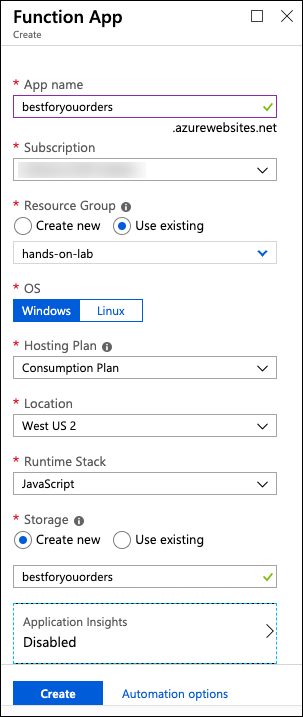 Function App
Create
* App name
bestforyouorders
.azurewebsites.net
* Subscription
* Resource Group
Create new Use existing
hands-on-lab
* OS
Windows Linux
* Hosting Plan
Consumption Plan
* Location
West US 2
* Runtime Stack
JavaScript
* Storage
Create new Use existing
bestforyouorders
Application Insights
Disabled
Create Automation options